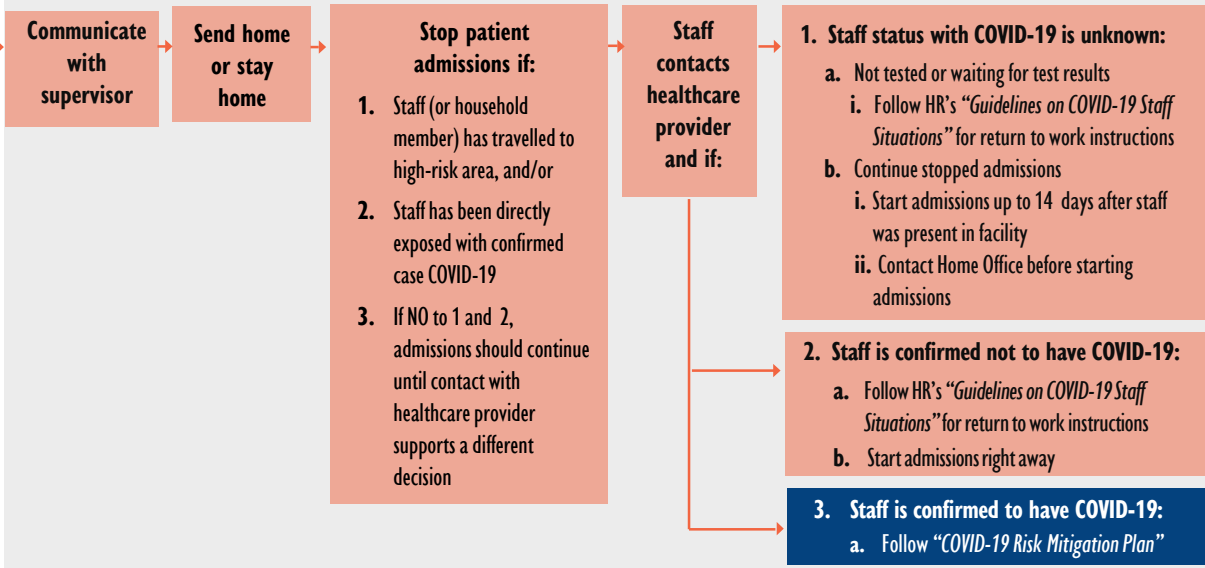 Communicate
with
supervisor
Send home
or stay
home
Stop patient
admissions if:
1. Staff (or household
member) has travelled to
high-risk area, and/or
2. Staff has been directly
exposed with confirmed
case COVID-19
3. If NO to 1 and 2,
admissions should continue
until contact with
healthcare provider
supports a different
decision
Staff
contacts
healthcare
provider
and if:
1. Staff status with COVID-19 is unknown:
a. Not tested or waiting for test results
i. Follow HR's "Guidelines on COVID-19 Staff
Situations" for return to work instructions
b. Continue stopped admissions
i. Start admissions up to 14 days after staff
was present in facility
ii. Contact Home Office before starting
admissions
2. Staff is confirmed not to have COVID-19:
a. Follow HR's "Guidelines on COVID-19 Staff
Situations" for return to work instructions
b. Start admissions right away
3. Staff is confirmed to have COVID-19:
a. Follow "COVID-19 Risk Mitigation Plan"